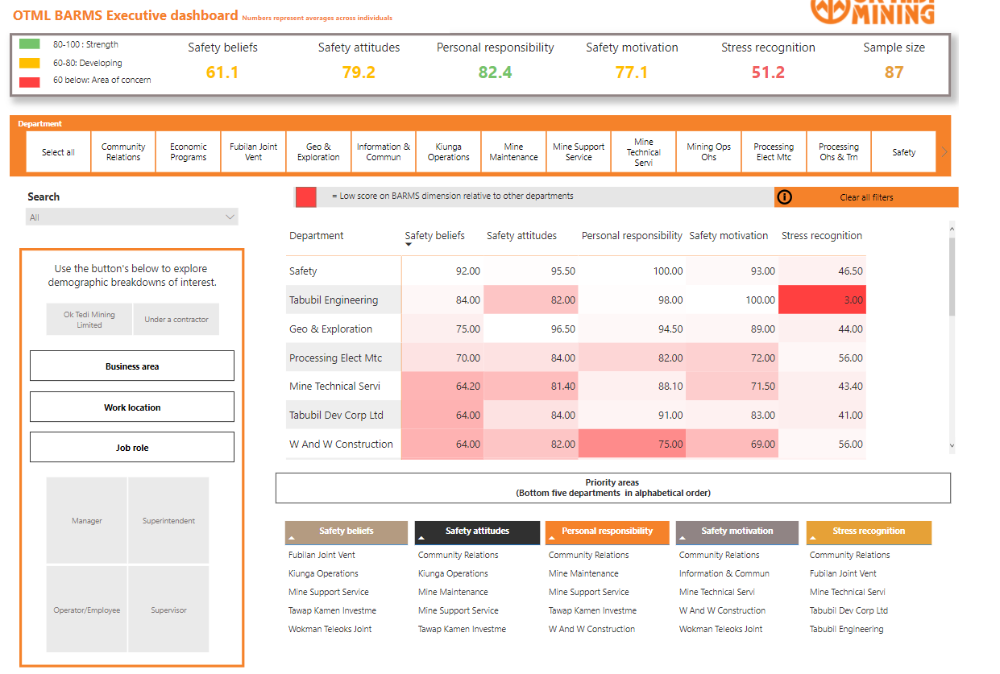 OTML BARMS Executive dashboard Numbers represent averages across individuals
MINING
80-100 : Strength
60-80: Developing
60 below: Area of concern
Safety beliefs
61.1
Safety attitudes
79.2
Personal responsibility
82.4
Safety motivation
77.1
Stress recognition
51.2
Sample size
87
Department
Select all
Community
Relations
Economic
Programs
Fubilan Joint
Vent
Geo &
Exploration
Information &
Commun
Kiunga
Operations
Mine
Maintenance
Mine Support
Service
Mine
Technical
Servi
Mining Ops
Ohs
Processing
Elect Mtc
Processing
Ohs & Trn
Safety
Search
All
= Low score on BARMS dimension relative to other departments
Clear all filters
Use the button's below to explore
demographic breakdowns of interest.
Ok Tedi Mining
Limited
Under a contractor
Business area
Work location
Job role
Manager
Superintendent
Operator/Employee
Supervisor
Department Safety beliefs Safety attitudes Personal responsibility Safety motivation Stress recognition
Safety 92.00 95.50 100.00 93.00 46.50
Tabubil Engineering 84.00 82.00 98.00 100.00 3.00
Geo & Exploration 75.00 96.50 94.50 89.00 44.00
Processing Elect Mtc 70.00 84.00 82.00 72.00 56.00
Mine Technical Servi 64.20 81.40 88.10 71.50 43.40
Tabubil Dev Corp Ltd 64.00 84.00 91.00 83.00 41.00
W And W Construction 64.00 82.00 75.00 69.00 56.00
Priority areas
(Bottom five departments in alphabetical order)
Safety beliefs
Fubilan Joint Vent
Kiunga Operations
Mine Support Service
Tawap Kamen Investme
Wokman Teleoks Joint
Safety attitudes
Community Relations
Kiunga Operations
Mine Maintenance
Mine Support Service
Tawap Kamen Investme
Personal responsibility
Community Relations
Mine Maintenance
Mine Support Service
Tawap Kamen Investme
W And W Construction
Safety motivation
Community Relations
Information & Commun
Mine Technical Servi
W And W Construction
Wokman Teleoks Joint
Stress recognition
Community Relations
Fubilan Joint Vent
Mine Technical Servi
Tabubil Dev Corp Ltd
Tabubil Engineering